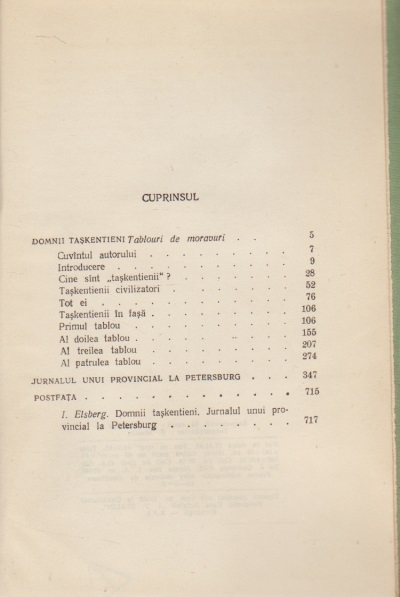 CUPRINSUL
DOMNII TAȘKENTIENI Tablouri de moravuri . . 5
Cuvîntul autorului . . . . . . . . . 7
Introducere . . . . . . . . . . 9
Cine sînt „taşkentienii“ ? . . . . . . . 28
Taşkentienii civilizatori . . . . . . . . 52
Tot ei . . . . . . . . . . . 76
Taşkentienii în faşă . . . . . . . . . 106
Primul tablou . . . . . . . . . . 106
Al doilea tablou . . . . . . . . . . 155
Al treilea tablou . . . . . . . . . 207
Al patrulea tablou . . . . . . . . . 274
JURNALUL UNUI PROVINCIAL LA PETERSBURG . . . 347
POSTFAȚA . . . . . . . . . . . 715
I. Elsberg. Domnii taşkentieni, Jurnalul unui pro-
vincial la Petersburg . . . . . . . 717